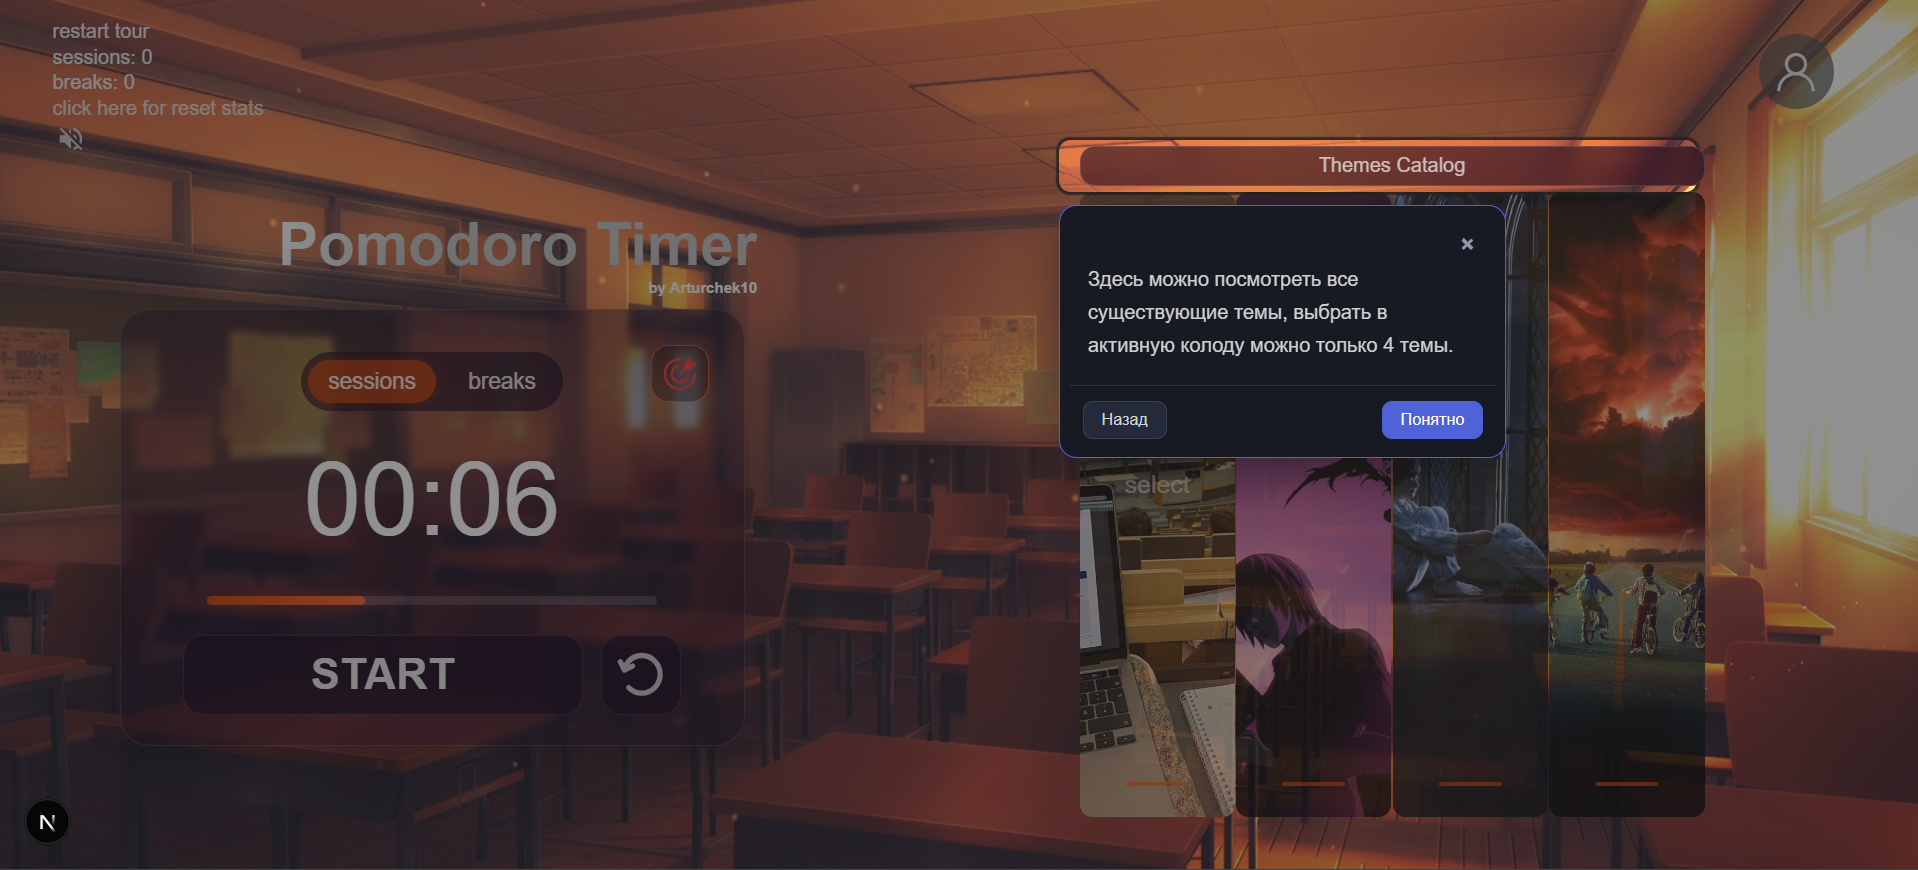 restart tour
sessions: 0
breaks: 0
click here for reset stats
Themes Catalog
Pomodoro Timer
by Arturchek10
sessions
breaks
00:06
START
Здесь можно посмотреть все
существующие темы, выбрать в
активную колоду можно только 4 темы.
Назад
Понятно
select
N